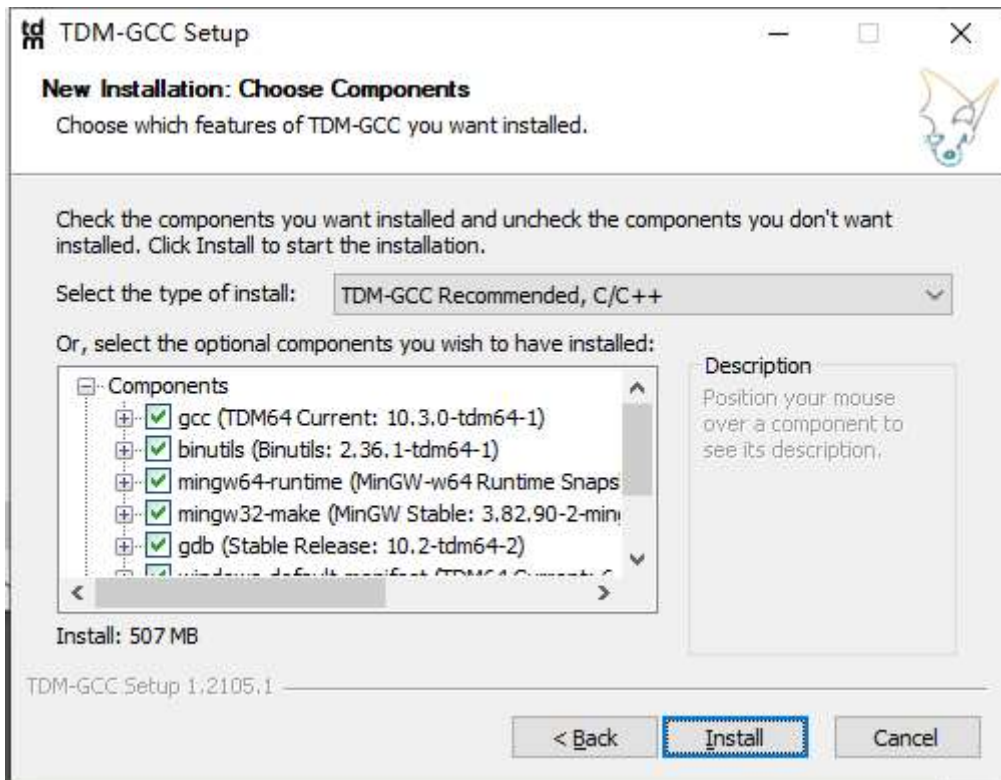 tdm TDM-GCC Setup
New Installation: Choose Components
Choose which features of TDM-GCC you want installed.
Check the components you want installed and uncheck the components you don't want
installed. Click Install to start the installation.
Select the type of install: TDM-GCC Recommended, C/C++
Or, select the optional components you wish to have installed:
Components
gcc (TDM64 Current: 10.3.0-tdm64-1)
binutils (Binutils: 2.36.1-tdm64-1)
mingw64-runtime (MinGW-w64 Runtime Snaps
mingw32-make (MinGW Stable: 3.82.90-2-min
gdb (Stable Release: 10.2-tdm64-2)
Description
Position your mouse
over a component to
see its description.
Install: 507 MB
TDM-GCC Setup 1.2105.1
< Back
Install
Cancel